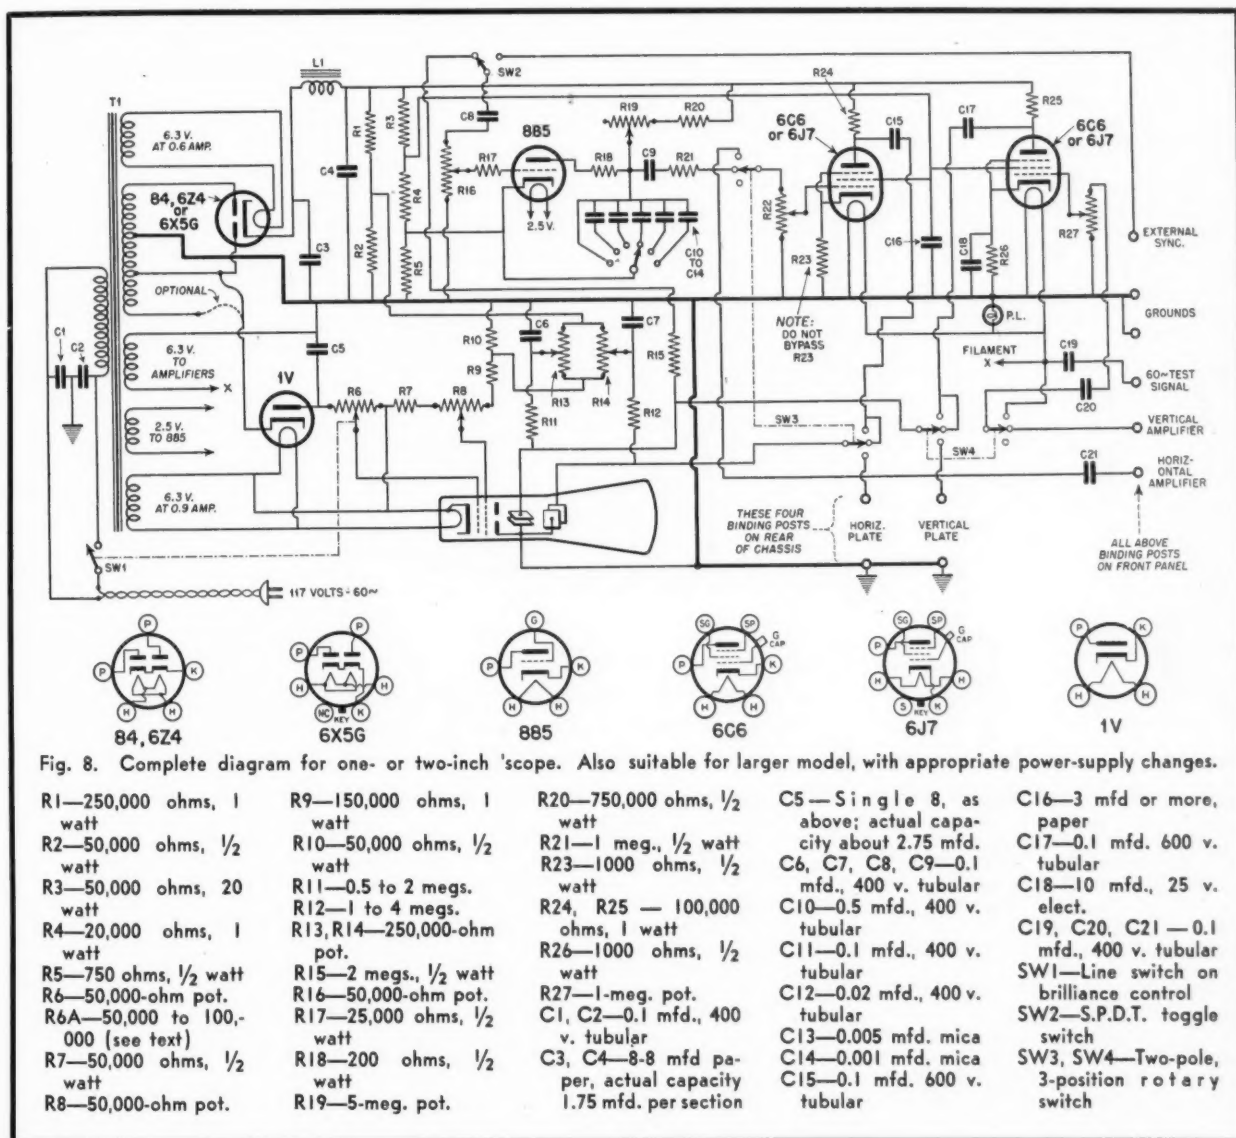 T1
L1
SW2
6.3 V.
AT 0.6 AMP.
84, 6Z4
or
6X5G
OPTIONAL
C1
C2
6.3 V.
TO
AMPLIFIERS
X
2.5 V.
TO 885
6.3 V.
AT 0.9 AMP.
SW1
117 VOLTS - 60~
C3
C4
C5
1V
R1
R2
R3
R4
R5
R6
R7
R8
R9
R10
C8
R16
R17
885
2.5 V.
R18
R19
R20
C9
R21
C10
TO
C14
C6
R13
R14
C7
R11
R12
R15
R22
R23
NOTE:
DO NOT
BYPASS
R23
R24
6C6
or 6J7
C15
C16
C17
R25
6C6
or 6J7
C18
R26
R27
P.L.
FILAMENT
X
C19
C20
C21
SW3
SW4
EXTERNAL
SYNC.
GROUNDS
60~TEST
SIGNAL
VERTICAL
AMPLIFIER
HORIZ-
ONTAL
AMPLIFIER
THESE FOUR
BINDING POSTS
ON REAR
OF CHASSIS
HORIZ.
PLATE
VERTICAL
PLATE
ALL ABOVE
BINDING POSTS
ON FRONT PANEL
P
P
K
H
H
84, 6Z4
P
P
H
H
NC
KEY
K
6X5G
G
P
K
H
H
885
SG
SP
G
CAP
P
K
H
H
6C6
SG
SP
G
CAP
P
H
H
S
KEY
K
6J7
P
K
H
H
1V
Fig. 8. Complete diagram for one- or two-inch 'scope. Also suitable for larger model, with appropriate power-supply changes.
R1—250,000 ohms, 1
watt
R2—50,000 ohms, ½
watt
R3—50,000 ohms, 20
watt
R4—20,000 ohms, 1
watt
R5—750 ohms, ½ watt
R6—50,000-ohm pot.
R6A—50,000 to 100,-
000 (see text)
R7—50,000 ohms, ½
watt
R8—50,000-ohm pot.
R9—150,000 ohms, 1
watt
R10—50,000 ohms, ½
watt
R11—0.5 to 2 megs.
R12—1 to 4 megs.
R13, R14—250,000-ohm
pot.
R15—2 megs., ½ watt
R16—50,000-ohm pot.
R17—25,000 ohms, ½
watt
R18—200 ohms, ½
watt
R19—5-meg. pot.
R20—750,000 ohms, ½
watt
R21—1 meg., ½ watt
R23—1000 ohms, ½
watt
R24, R25 — 100,000
ohms, 1 watt
R26—1000 ohms, ½
watt
R27—1-meg. pot.
C1, C2—0.1 mfd., 400
v. tubular
C3, C4—8-8 mfd pa-
per, actual capacity
1.75 mfd. per section
C5—Single 8, as
above; actual capa-
city about 2.75 mfd.
C6, C7, C8, C9—0.1
mfd., 400 v. tubular
C10—0.5 mfd., 400 v.
tubular
C11—0.1 mfd., 400 v.
tubular
C12—0.02 mfd., 400 v.
tubular
C13—0.005 mfd. mica
C14—0.001 mfd. mica
C15—0.1 mfd. 600 v.
tubular
C16—3 mfd or more,
paper
C17—0.1 mfd. 600 v.
tubular
C18—10 mfd., 25 v.
elect.
C19, C20, C21—0.1
mfd., 400 v. tubular
SW1—Line switch on
brilliance control
SW2—S.P.D.T. toggle
switch
SW3, SW4—Two-pole,
3-position rotary
switch